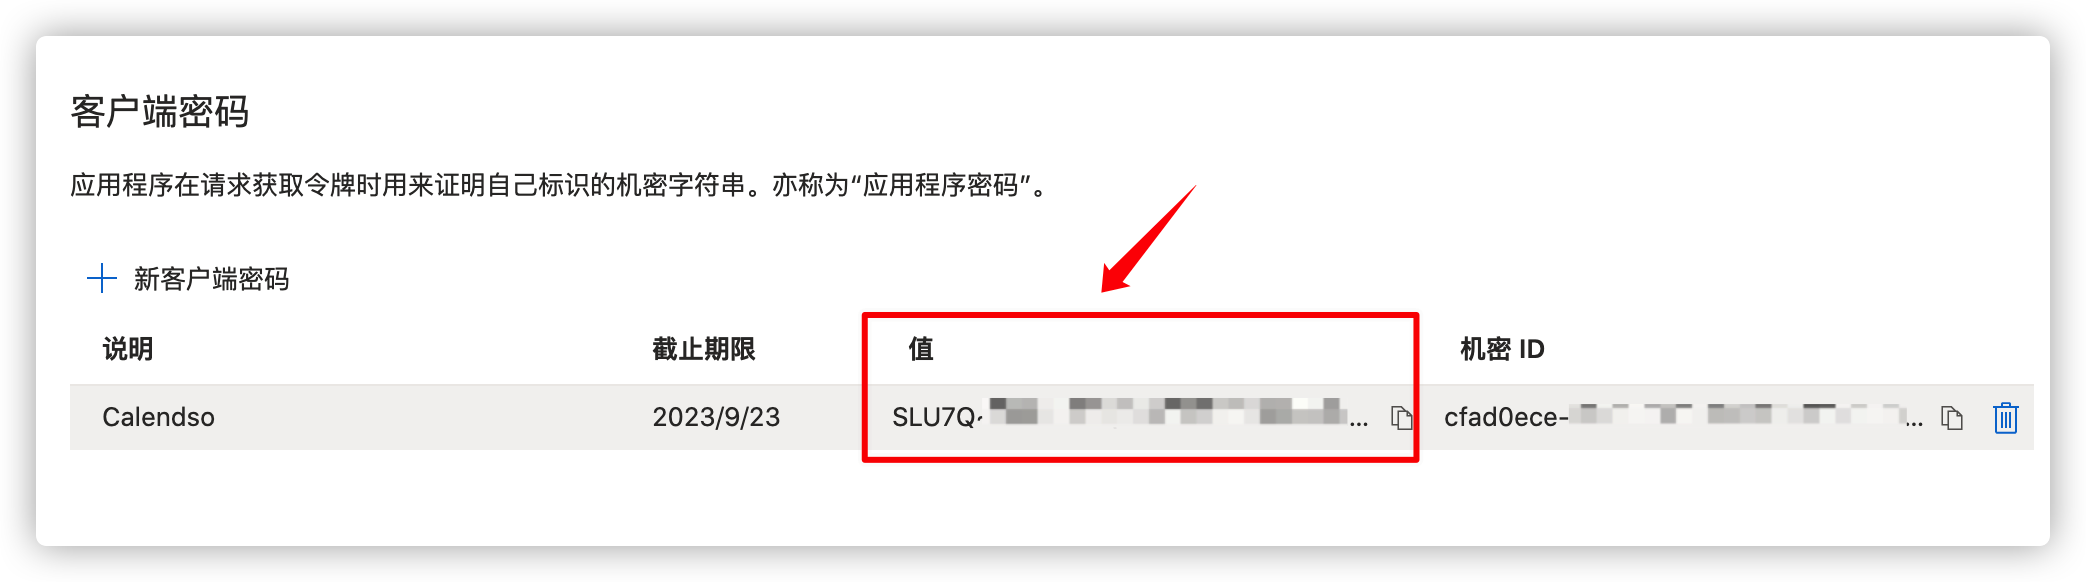 客户端密码
应用程序在请求获取令牌时用来证明自己标识的机密字符串。亦称为“应用程序密码”。
新客户端密码
说明 截止期限 值 机密 ID
Calendso 2023/9/23 SLU7Q ... cfad0ece- ...